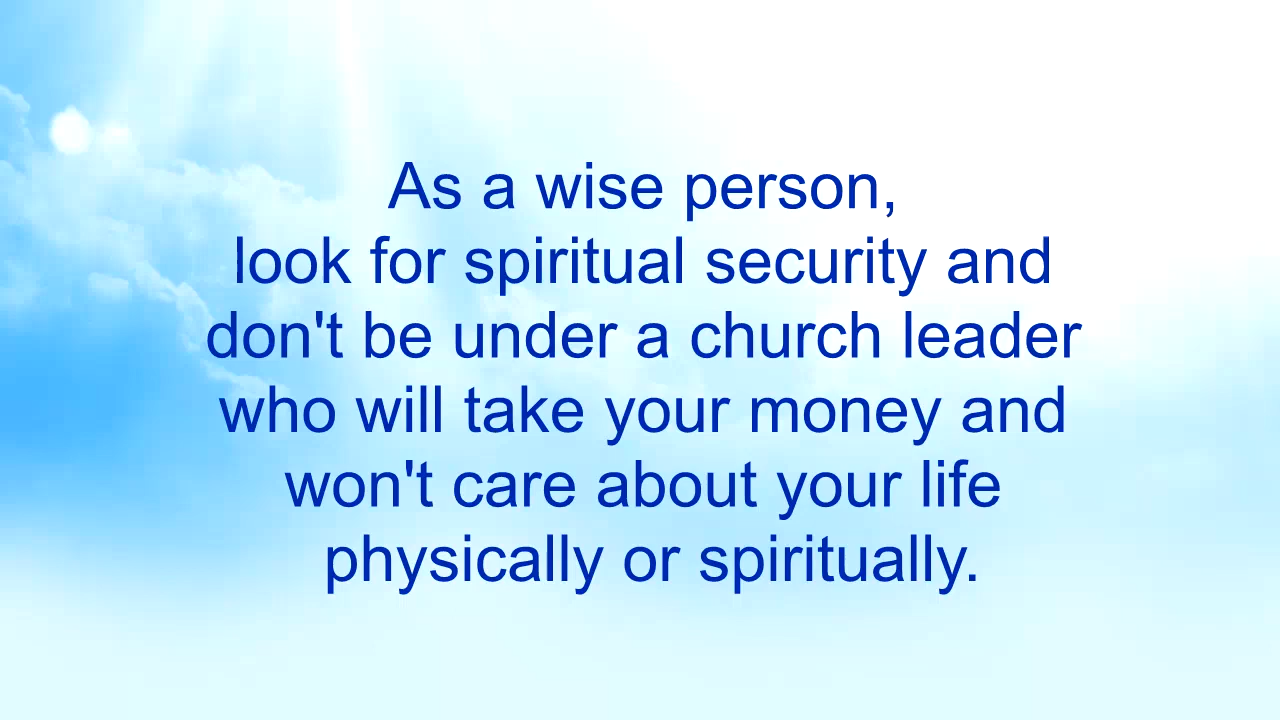 As a wise person,
look for spiritual security and
don't be under a church leader
who will take your money and
won't care about your life
physically or spiritually.